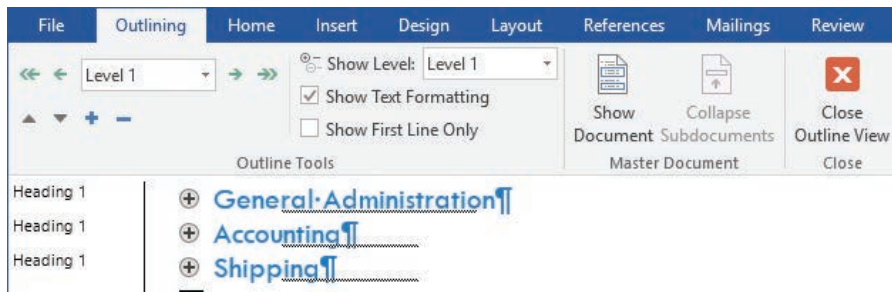 File Outlining Home Insert Design Layout References Mailings Review
Level 1
Show Level: Level 1
Show Text Formatting
Show First Line Only
Outline Tools
Show Document
Collapse Subdocuments
Master Document
Close Outline View
Close
Heading 1 General·Administration¶
Heading 1 Accounting¶
Heading 1 Shipping¶